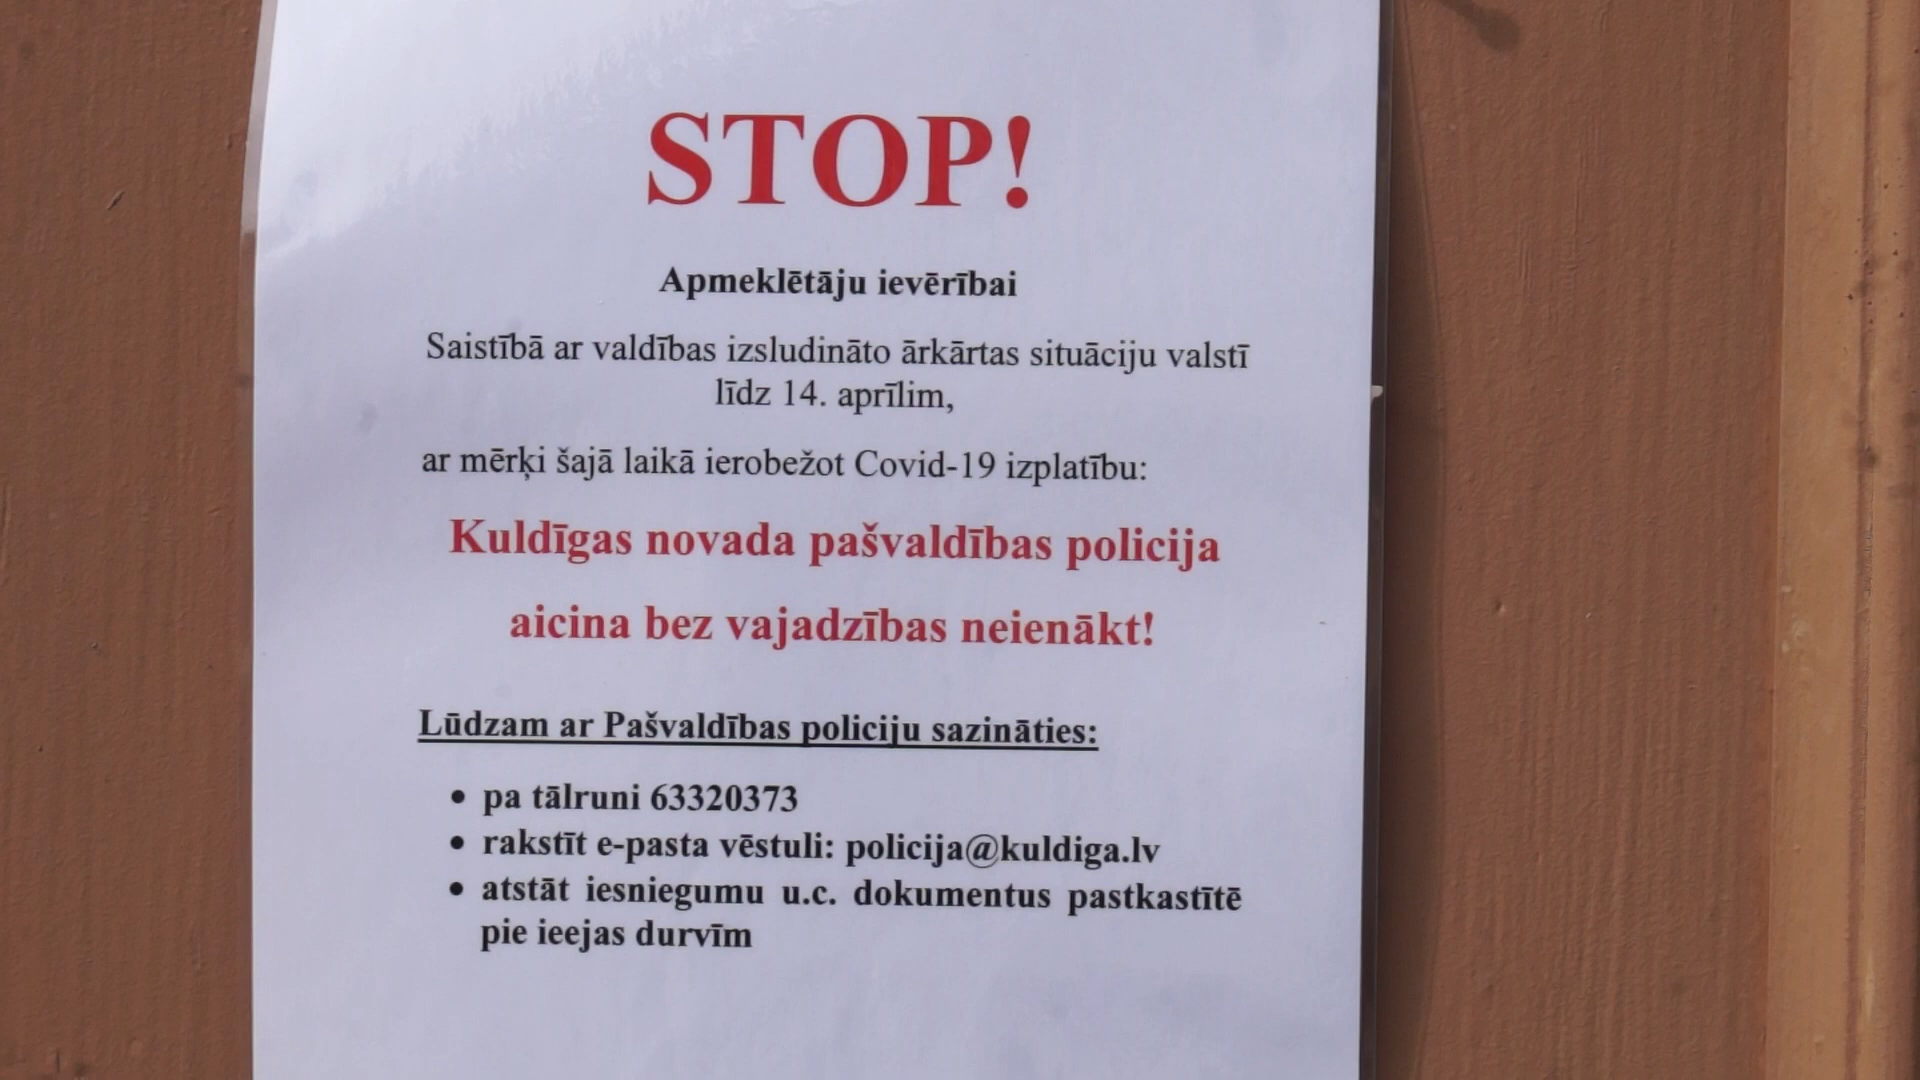 STOP!
Apmeklētāju ievērībai
Saistībā ar valdības izsludināto ārkārtas situāciju valstī
līdz 14. aprīlim,
ar mērķi šajā laikā ierobežot Covid-19 izplatību:
Kuldīgas novada pašvaldības policija
aicina bez vajadzības neienākt!
Lūdzam ar Pašvaldības policiju sazināties:
• pa tālruni 63320373
• rakstīt e-pasta vēstuli: policija@kuldiga.lv
• atstāt iesniegumu u.c. dokumentus pastkastītē
pie ieejas durvīm